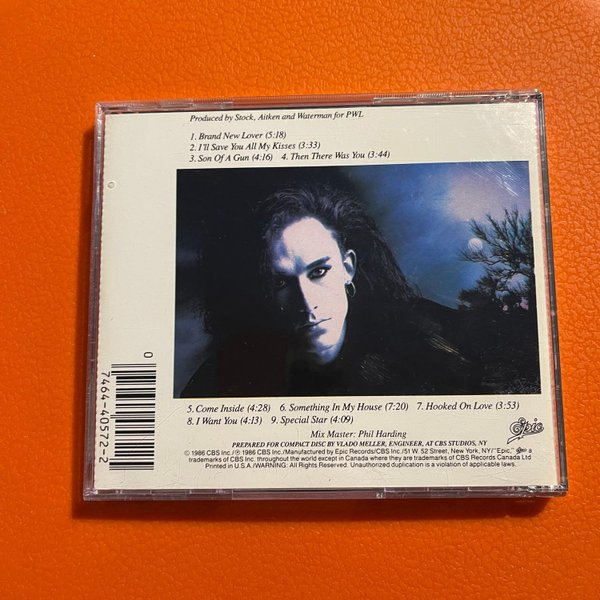 Produced by Stock, Aitken and Waterman for PWL
1. Brand New Lover (5:18)
2. I'll Save You All My Kisses (3:33)
3. Son Of A Gun (4:16) 4. Then There Was You (3:44)
0
7464-40572-2
5. Come Inside (4:28) 6. Something In My House (7:20) 7. Hooked On Love (3:53)
8. I Want You (4:13) 9. Special Star (4:09)
Mix Master: Phil Harding
Epic
PREPARED FOR COMPACT DISC BY VLADO MELLER, ENGINEER, AT CBS STUDIOS, NY
© 1986 CBS Inc./℗ 1986 CBS Inc./Manufactured by Epic Records/CBS Inc./51 W. 52 Street, New York, NY/"Epic," Epic a
trademarks of CBS Inc. throughout the world except in Canada where they are trademarks of CBS Records Canada Ltd
Printed in U.S.A./WARNING: All Rights Reserved. Unauthorized duplication is a violation of applicable laws.